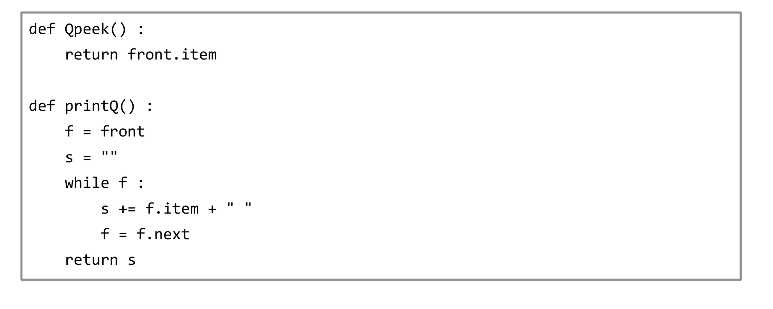 def Qpeek() :
    return front.item

def printQ() :
    f = front
    s = ""
    while f :
        s += f.item + " "
        f = f.next
    return s